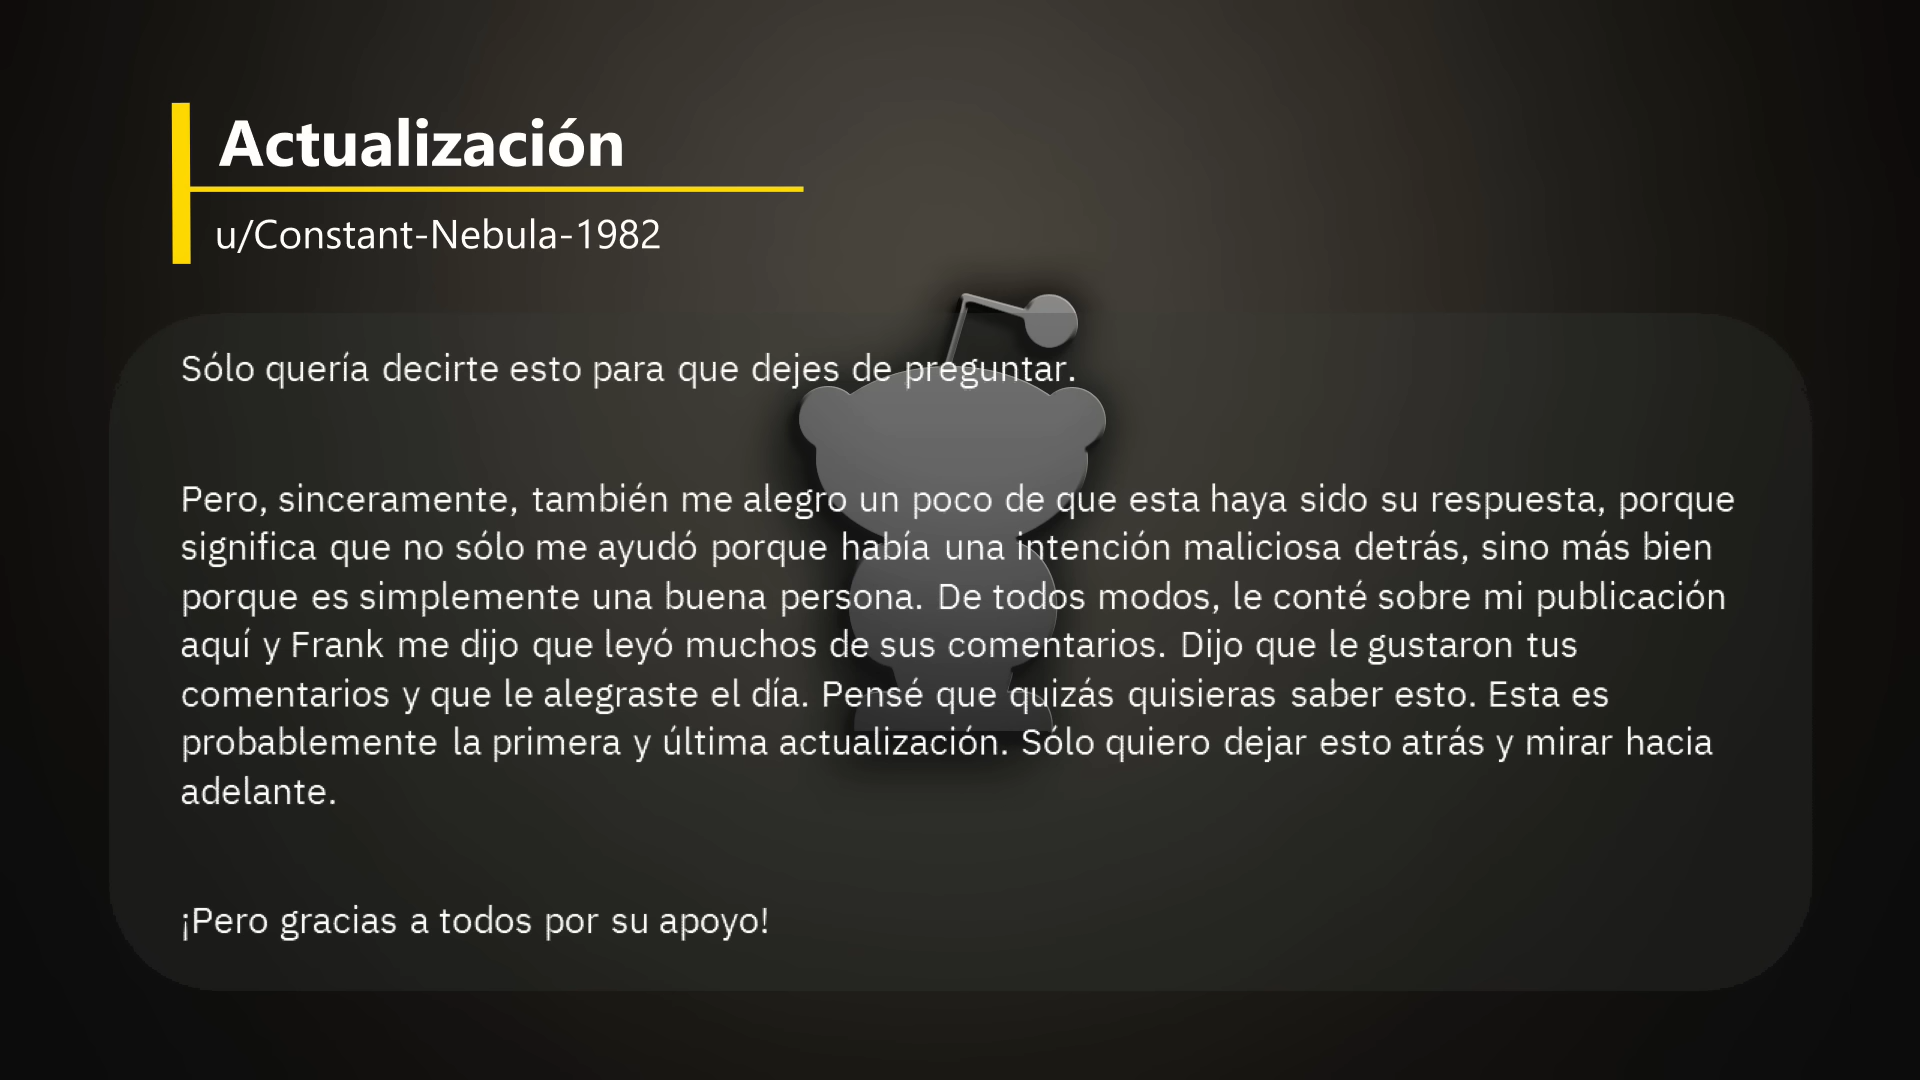 Actualización
u/Constant-Nebula-1982
Sólo quería decirte esto para que dejes de preguntar.
Pero, sinceramente, también me alegro un poco de que esta haya sido su respuesta, porque
significa que no sólo me ayudó porque había una intención maliciosa detrás, sino más bien
porque es simplemente una buena persona. De todos modos, le conté sobre mi publicación
aquí y Frank me dijo que leyó muchos de sus comentarios. Dijo que le gustaron tus
comentarios y que le alegraste el día. Pensé que quizás quisieras saber esto. Esta es
probablemente la primera y última actualización. Sólo quiero dejar esto atrás y mirar hacia
adelante.
¡Pero gracias a todos por su apoyo!